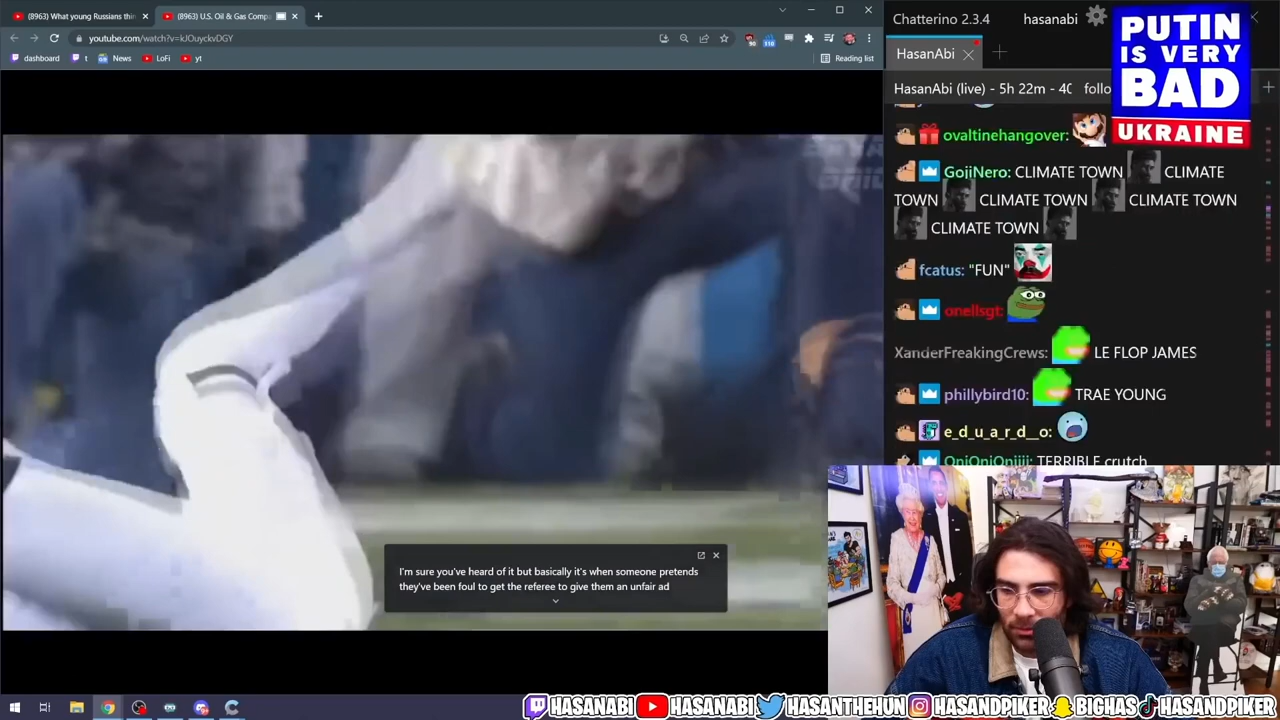 (8963) What young Russians thin
(8963) U.S. Oil & Gas Compa
youtube.com/watch?v=kJOuyckvDGY
dashboard
t
News
LoFi
yt
Reading list
Chatterino 2.3.4
hasanabi
HasanAbi
HasanAbi (live) - 5h 22m - 40
follo
PUTIN
IS VERY
BAD
UKRAINE
ovaltinehangover:
GojiNero: CLIMATE TOWN CLIMATE
TOWN CLIMATE TOWN CLIMATE TOWN
CLIMATE TOWN
fcatus: "FUN"
onellsgt:
XanderFreakingCrews: LE FLOP JAMES
phillybird10: TRAE YOUNG
e_d_u_a_r_d__o:
OniOniOniiii: TERRIBLE crutch
I'm sure you've heard of it but basically it's when someone pretends
they've been foul to get the referee to give them an unfair ad
HASANABI HASANABI HASANTHEHUN HASANDPIKER BIGHAS HASANDPIKER